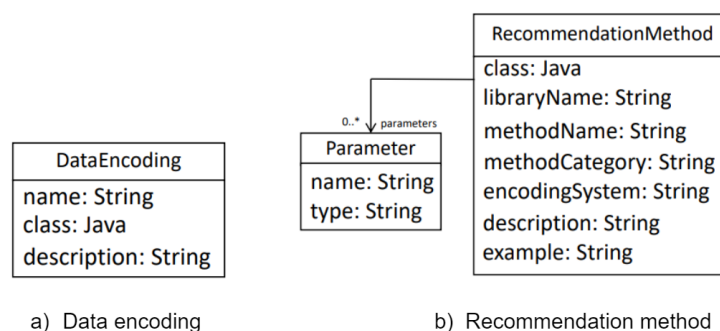 DataEncoding
name: String
class: Java
description: String
a) Data encoding
RecommendationMethod
class: Java
libraryName: String
methodName: String
methodCategory: String
encodingSystem: String
description: String
example: String
0..* parameters
Parameter
name: String
type: String
b) Recommendation method